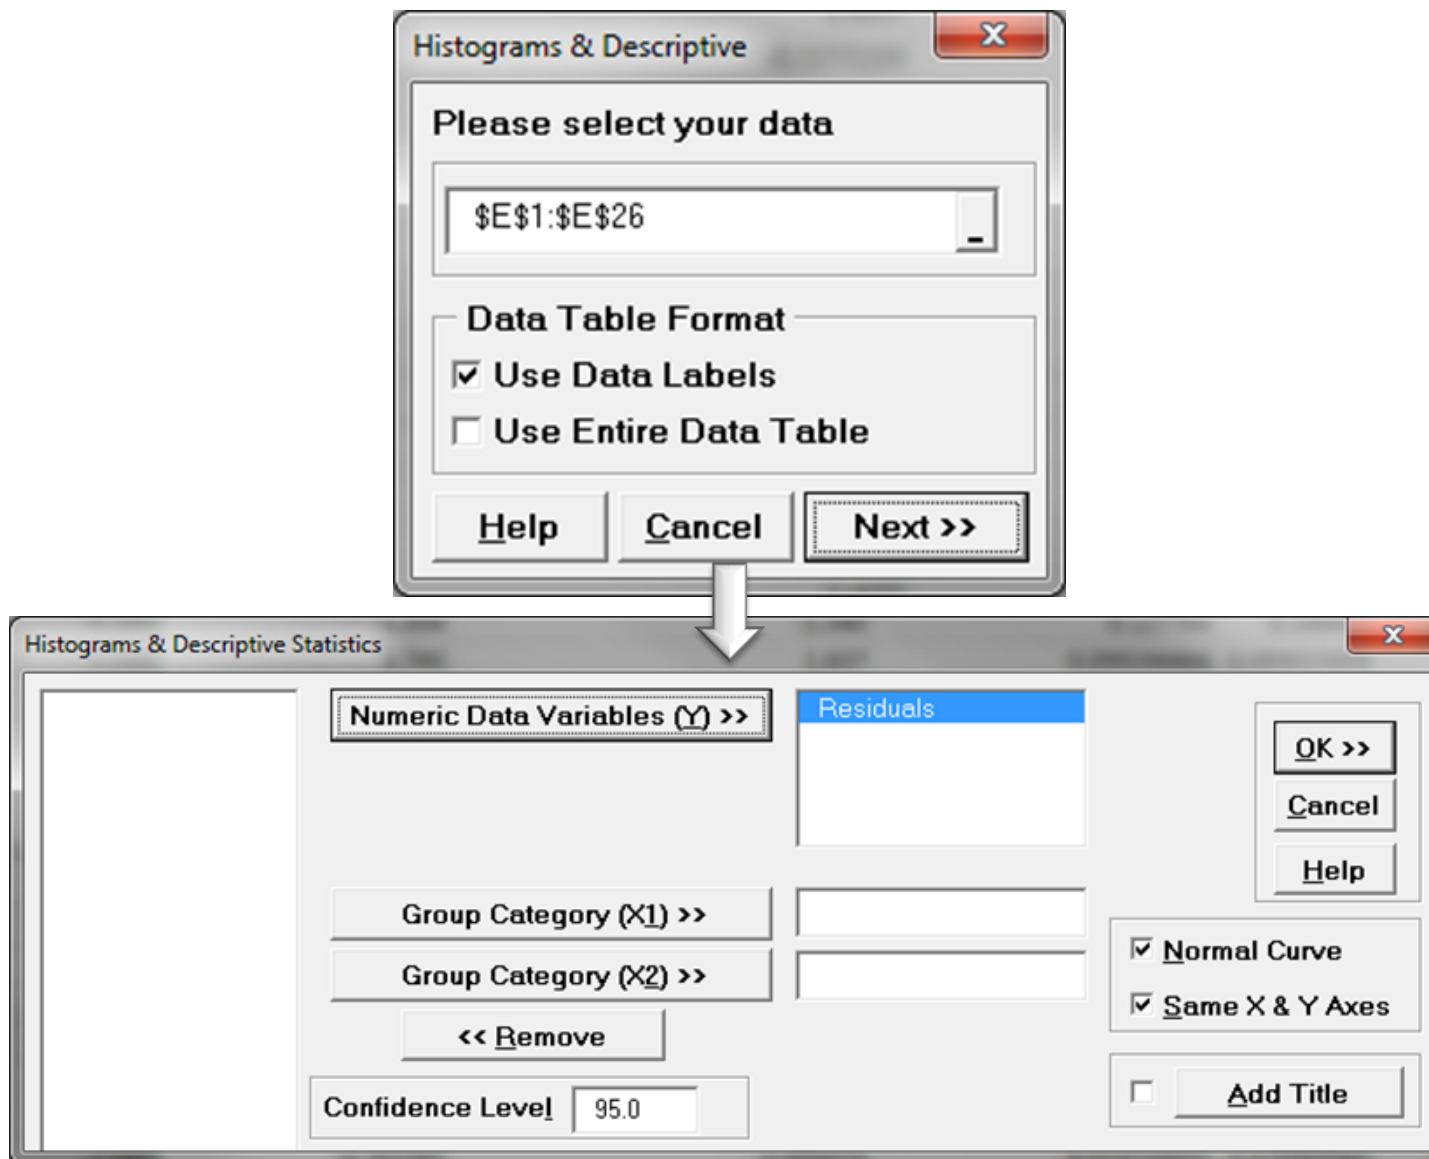 Histograms & Descriptive
Please select your data
$E$1:$E$26
Data Table Format
Use Data Labels
Use Entire Data Table
Help
Cancel
Next >>
Histograms & Descriptive Statistics
Numeric Data Variables (Y) >>
Residuals
OK >>
Cancel
Help
Group Category (X1) >>
Group Category (X2) >>
<< Remove
Normal Curve
Same X & Y Axes
Confidence Level
95.0
Add Title